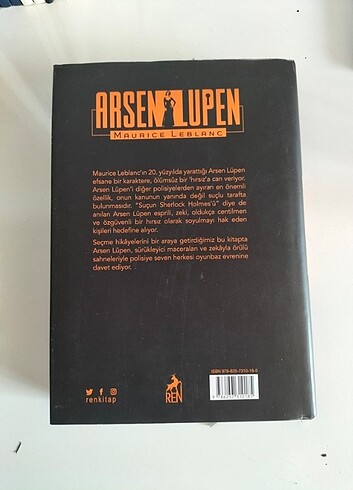 ARSEN LUPEN
MAURICE LEBLANC
Maurice Leblanc'ın 20. yüzyılda yarattığı Arsen Lüpen
efsane bir karaktere, ölümsüz bir 'hırsız'a can veriyor.
Arsen Lüpen'i diğer polisiyelerden ayıran en önemli
özellik, onun kanunun yanında değil suçlu tarafta
bulunmasıdır. "Suçun Sherlock Holmes'ü" diye de
anılan Arsen Lüpen esprili, zeki, oldukça centilmen
ve özgüvenli bir hırsız olarak soyulmayı hak eden
kişileri hedefine alıyor.
Seçme hikâyelerini bir araya getirdiğimiz bu kitapta
Arsen Lüpen, sürükleyici maceraları ve zekâyla örülü
sahneleriyle polisiye seven herkesi oyunbaz evrenine
davet ediyor.
renkitap
REN